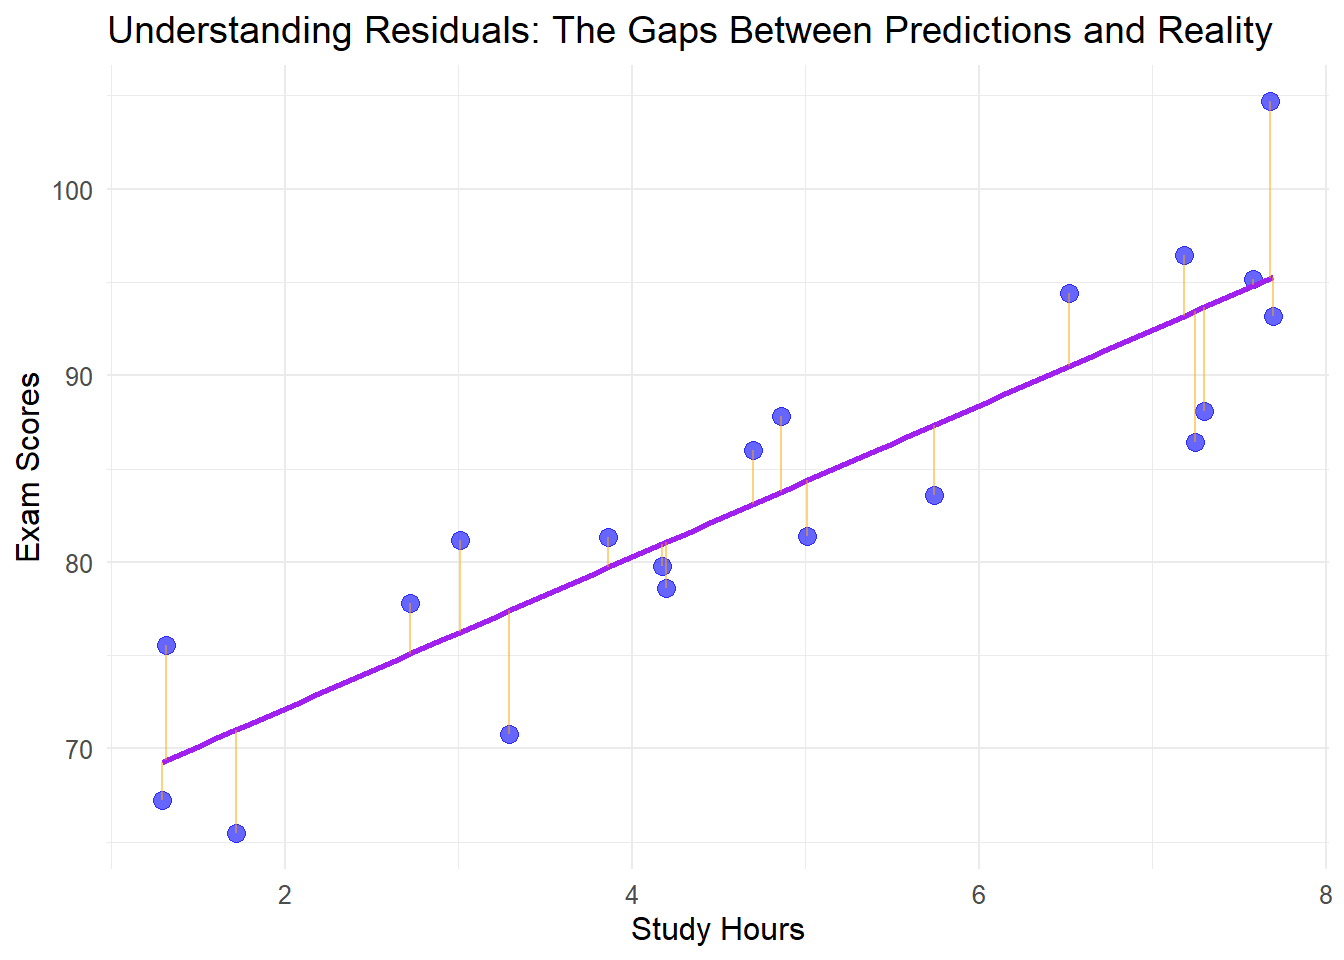 Understanding Residuals: The Gaps Between Predictions and Reality
Exam Scores
100
90
80
70
2 4 6 8
Study Hours